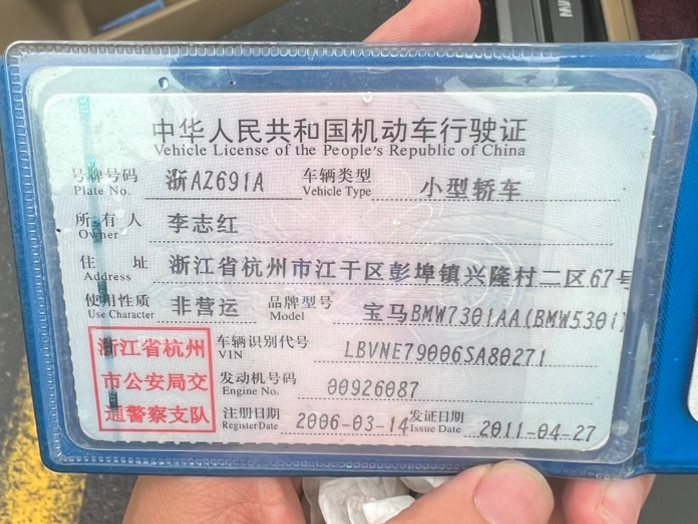 中华人民共和国机动车行驶证
Vehicle License of the People's Republic of China
号牌号码 浙AZ691A 车辆类型 小型轿车
Plate No. Vehicle Type
所有人 李志红
Owner
住址 浙江省杭州市江干区彭埠镇兴隆村二区67号
Address
使用性质 非营运 品牌型号 宝马BMW7301AA(BMW530i)
Use Character Model
车辆识别代号 LBVNE79006SA80271
VIN
发动机号码 00926087
Engine No.
注册日期 2006-03-14 发证日期 2011-04-27
Register Date Issue Date
浙江省杭州
市公安局交
通警察支队